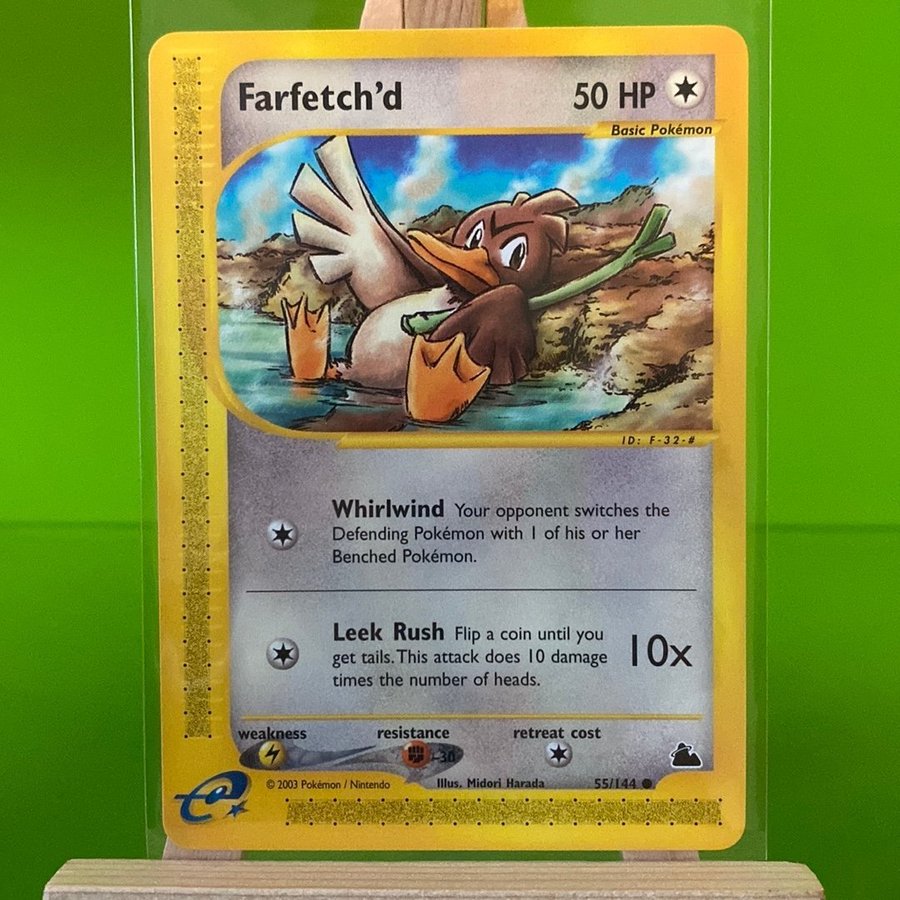 Farfetch'd 50 HP
Basic Pokémon
ID: F-32-#
Whirlwind Your opponent switches the
Defending Pokémon with 1 of his or her
Benched Pokémon.
Leek Rush Flip a coin until you
get tails. This attack does 10 damage
times the number of heads.
10x
weakness resistance retreat cost
-30
© 2003 Pokémon / Nintendo Illus. Midori Harada 55/144
e